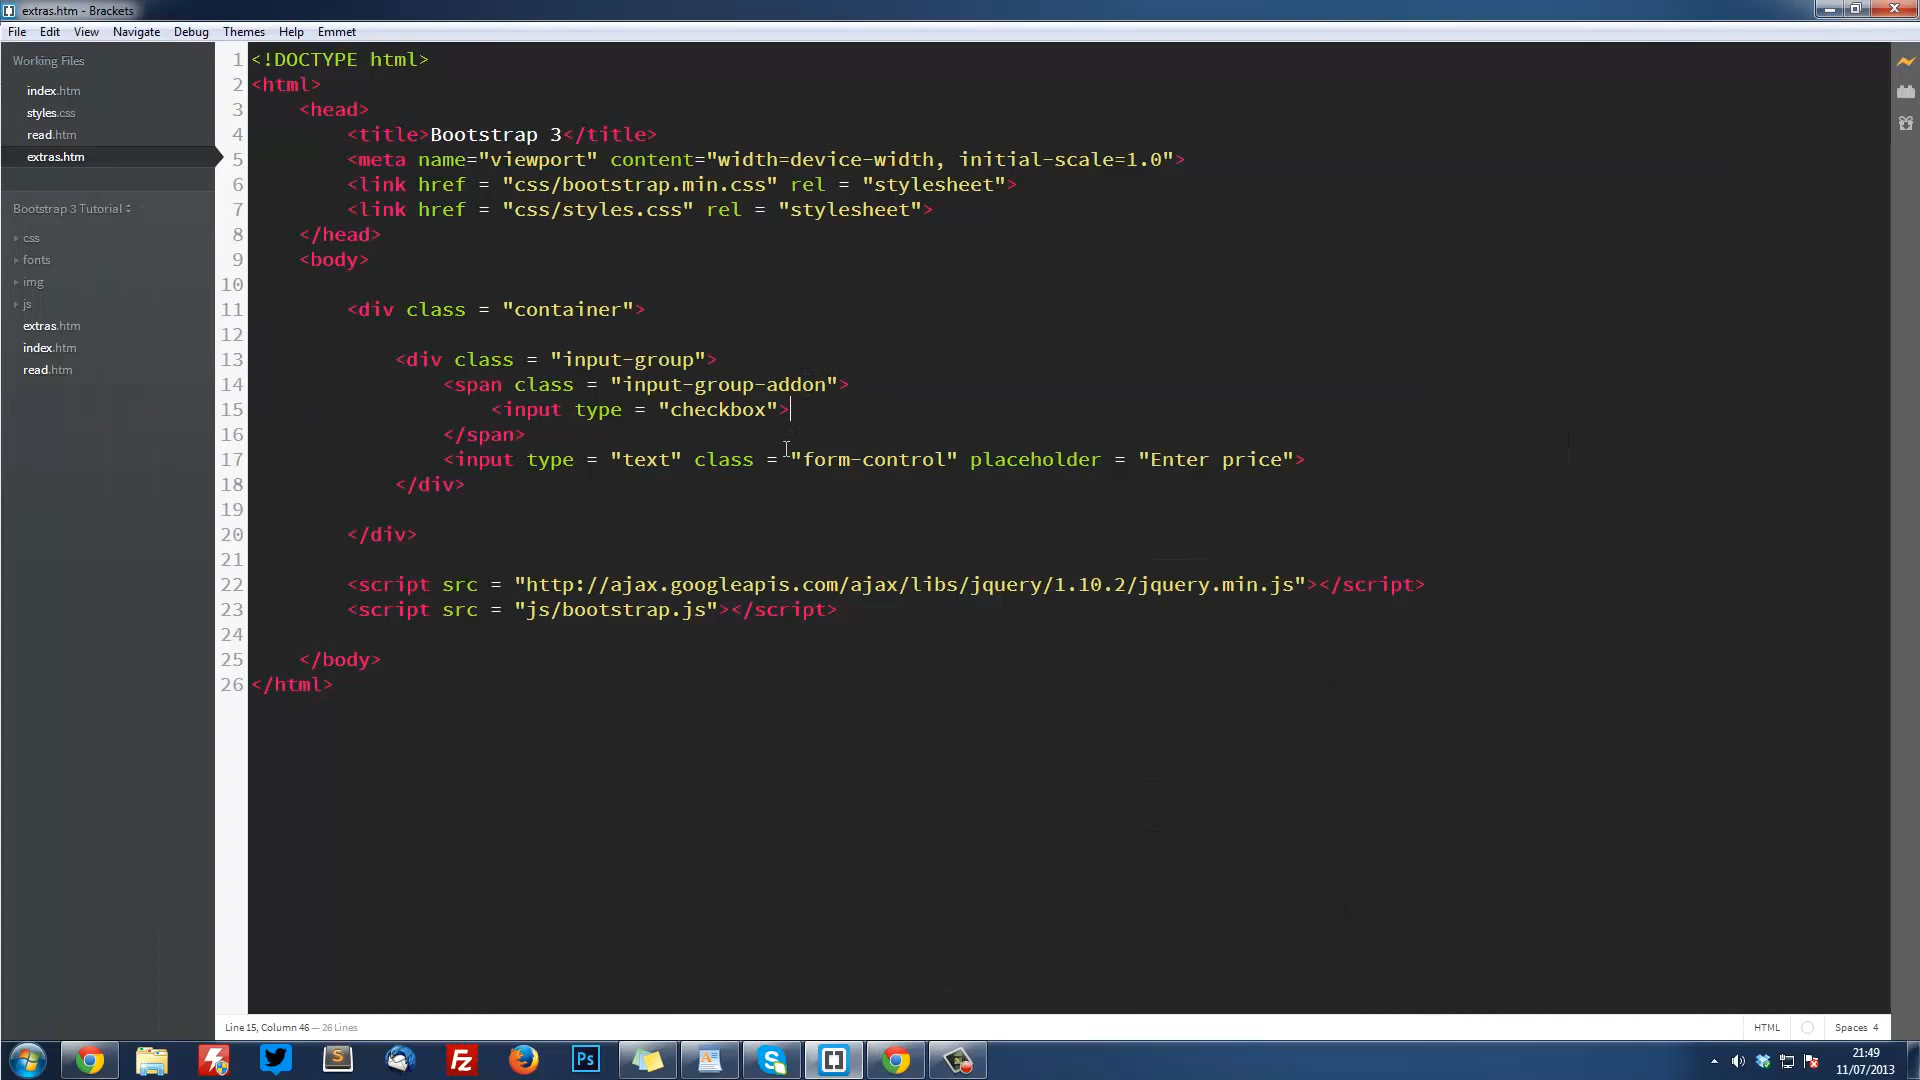 extras.htm - Brackets
File Edit View Navigate Debug Themes Help Emmet
Working Files
index.htm
styles.css
read.htm
extras.htm
Bootstrap 3 Tutorial
css
fonts
img
js
extras.htm
index.htm
read.htm
1 <!DOCTYPE html>
2 <html>
3 <head>
4 <title>Bootstrap 3</title>
5 <meta name="viewport" content="width=device-width, initial-scale=1.0">
6 <link href = "css/bootstrap.min.css" rel = "stylesheet">
7 <link href = "css/styles.css" rel = "stylesheet">
8 </head>
9 <body>
10
11 <div class = "container">
12
13 <div class = "input-group">
14 <span class = "input-group-addon">
15 <input type = "checkbox">
16 </span>
17 <input type = "text" class = "form-control" placeholder = "Enter price">
18 </div>
19
20 </div>
21
22 <script src = "http://ajax.googleapis.com/ajax/libs/jquery/1.10.2/jquery.min.js"></script>
23 <script src = "js/bootstrap.js"></script>
24
25 </body>
26 </html>
Line 15, Column 46 — 26 Lines
HTML
Spaces 4
Ps
21:49
11/07/2013